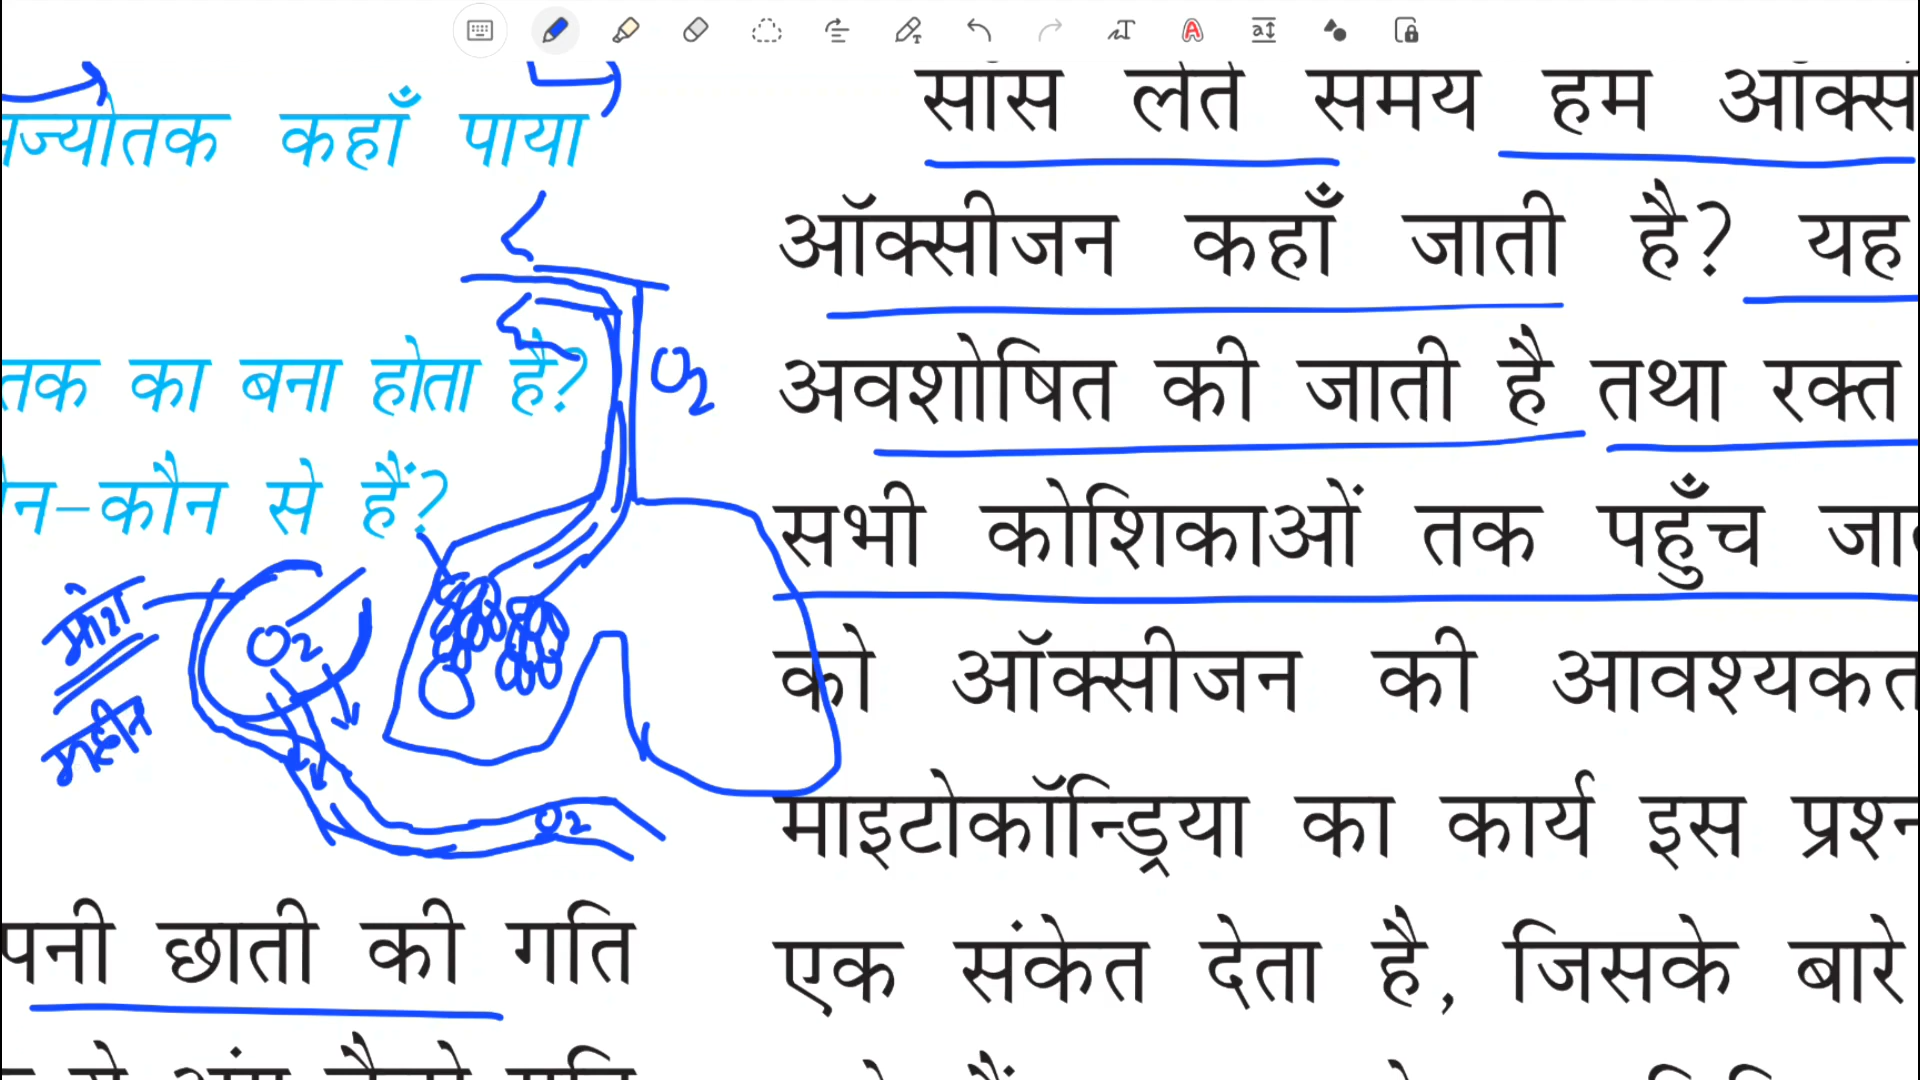 ज्योतक कहाँ पाया
तक का बना होता है?
न-कौन से हैं?
O2
मोटा
O2
महीन
O2
पनी छाती की गति
सांस लेते समय हम ऑक्स
ऑक्सीजन कहाँ जाती है? यह
अवशोषित की जाती है तथा रक्त
सभी कोशिकाओं तक पहुँच जा
को ऑक्सीजन की आवश्यकत
माइटोकॉन्ड्रिया का कार्य इस प्रश्न
एक संकेत देता है, जिसके बारे